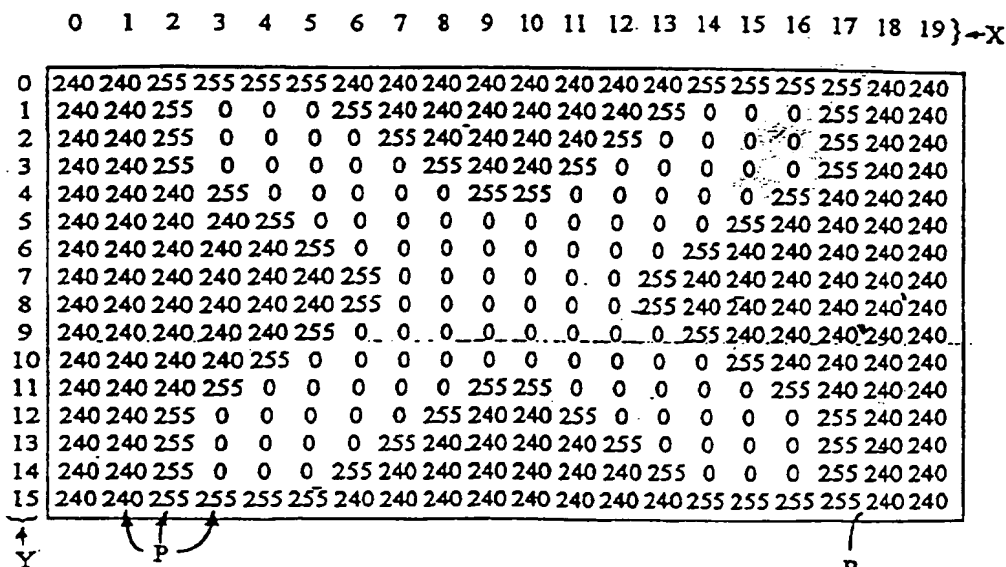 0 1 2 3 4 5 6 7 8 9 10 11 12 13 14 15 16 17 18 19 } X
0 240 240 255 255 255 255 240 240 240 240 240 240 240 240 255 255 255 255 240 240
1 240 240 255 0 0 0 255 240 240 240 240 240 240 255 0 0 0 255 240 240
2 240 240 255 0 0 0 0 255 240 240 240 240 255 0 0 0 0 255 240 240
3 240 240 255 0 0 0 0 0 255 240 240 255 0 0 0 0 0 255 240 240
4 240 240 240 255 0 0 0 0 0 255 255 0 0 0 0 0 255 240 240 240
5 240 240 240 240 255 0 0 0 0 0 0 0 0 0 0 255 240 240 240 240
6 240 240 240 240 240 255 0 0 0 0 0 0 0 0 255 240 240 240 240 240
7 240 240 240 240 240 240 255 0 0 0 0 0 0 255 240 240 240 240 240 240
8 240 240 240 240 240 240 255 0 0 0 0 0 0 255 240 240 240 240 240 240
9 240 240 240 240 240 255 0 0 0 0 0 0 0 0 255 240 240 240 240 240
10 240 240 240 240 255 0 0 0 0 0 0 0 0 0 0 255 240 240 240 240
11 240 240 240 255 0 0 0 0 0 255 255 0 0 0 0 0 255 240 240 240
12 240 240 255 0 0 0 0 0 255 240 240 255 0 0 0 0 0 255 240 240
13 240 240 255 0 0 0 0 255 240 240 240 240 255 0 0 0 0 255 240 240
14 240 240 255 0 0 0 255 240 240 240 240 240 240 255 0 0 0 255 240 240
15 240 240 255 255 255 255 240 240 240 240 240 240 240 240 255 255 255 255 240 240
Y P